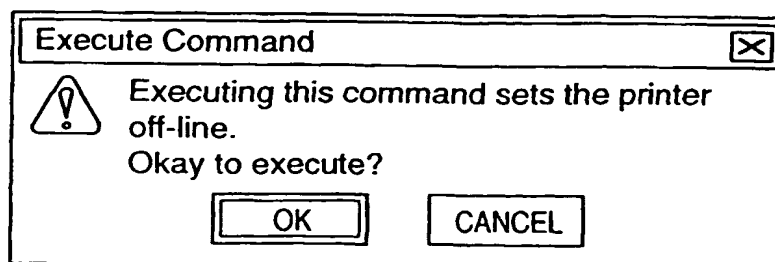 Execute Command
Executing this command sets the printer
off-line.
Okay to execute?
OK CANCEL